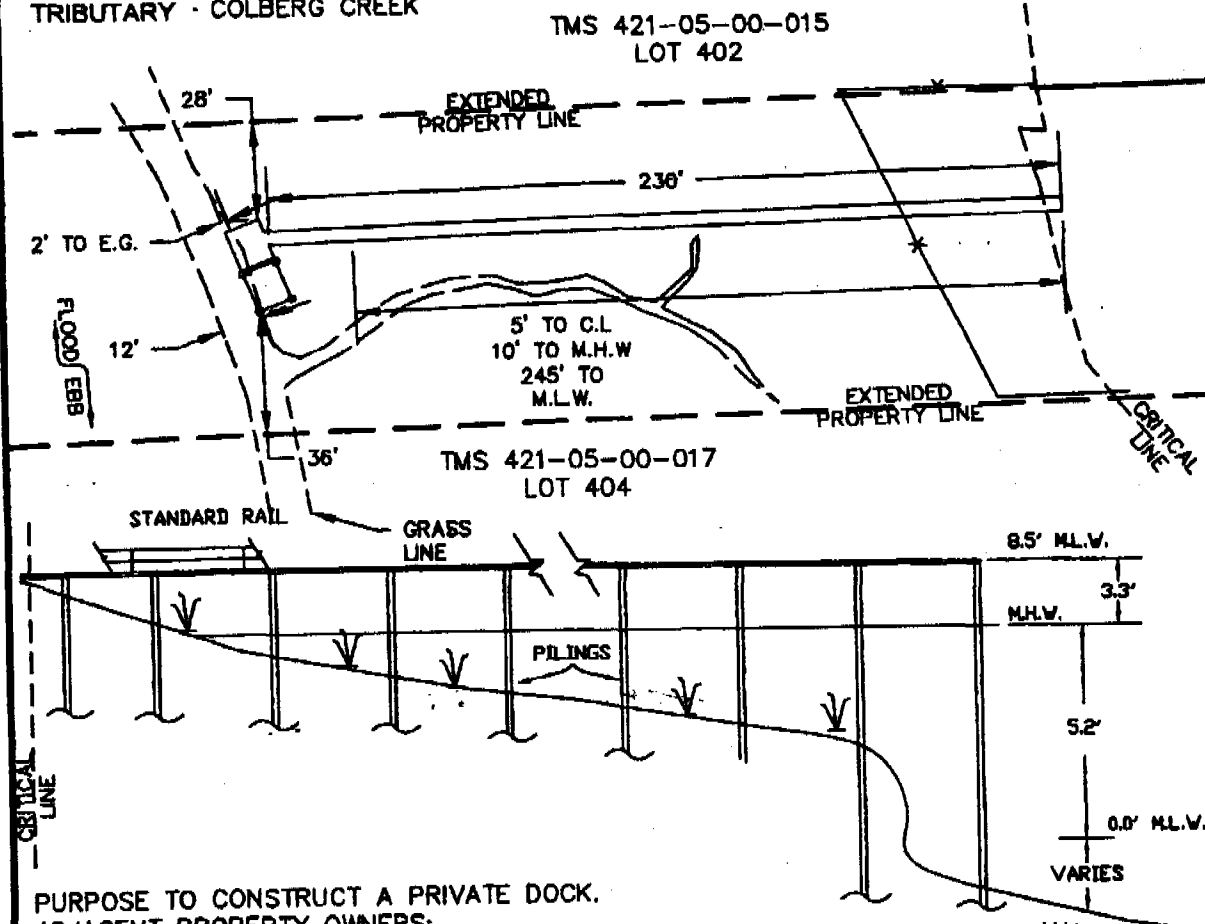 TRIBUTARY - COLBERG CREEK
TMS 421-05-00-015
LOT 402
28'
EXTENDED
PROPERTY LINE
230'
2' TO E.G.
FLOOD
EBB
12'
5' TO C.L
10' TO M.H.W
245' TO
M.L.W.
EXTENDED
PROPERTY LINE
CRITICAL
LINE
36'
TMS 421-05-00-017
LOT 404
STANDARD RAIL
GRASS
LINE
8.5' M.L.W.
3.3'
M.H.W.
PILINGS
5.2'
CRITICAL
LINE
0.0' M.L.W.
VARIES
PURPOSE TO CONSTRUCT A PRIVATE DOCK.
ADJACENT PROPERTY OWNERS: